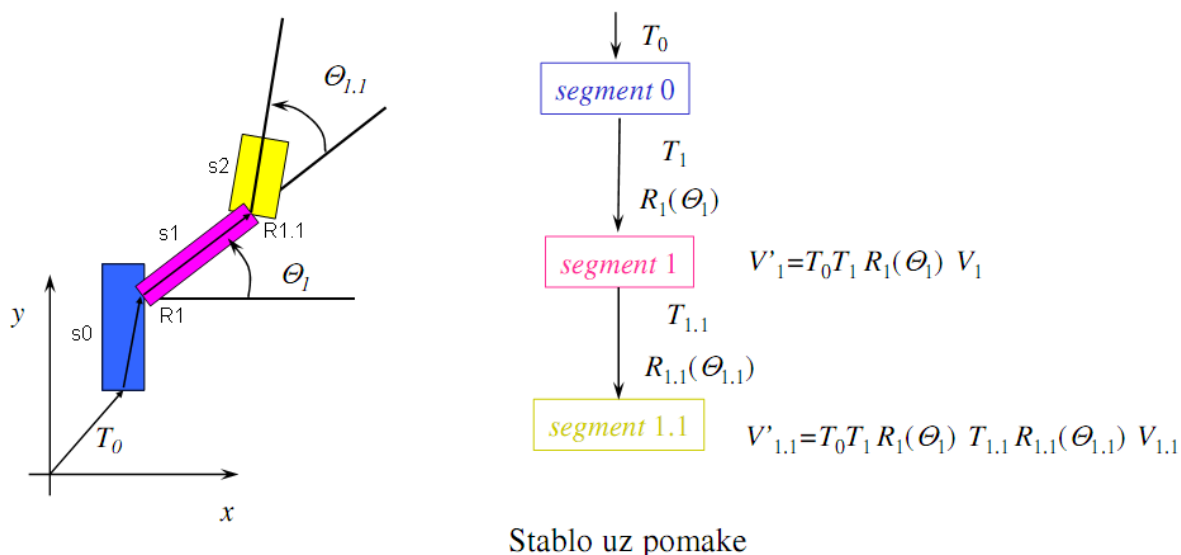 Θ1.1
s2
s1
R1.1
Θ1
R1
s0
y
T0
x
T0
segment 0
T1
R1(Θ1)
segment 1
V'1=T0T1 R1(Θ1) V1
T1.1
R1.1(Θ1.1)
segment 1.1
V'1.1=T0T1 R1(Θ1) T1.1 R1.1(Θ1.1) V1.1
Stablo uz pomake